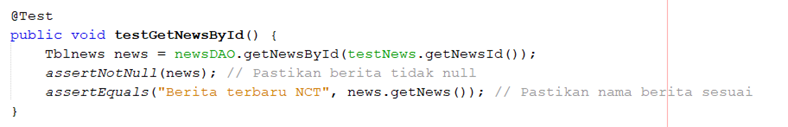 @Test
public void testGetNewsById() {
Tblnews news = newsDAO.getNewsById(testNews.getNewsId());
assertNotNull(news); // Pastikan berita tidak null
assertEquals("Berita terbaru NCT", news.getNews()); // Pastikan nama berita sesuai
}